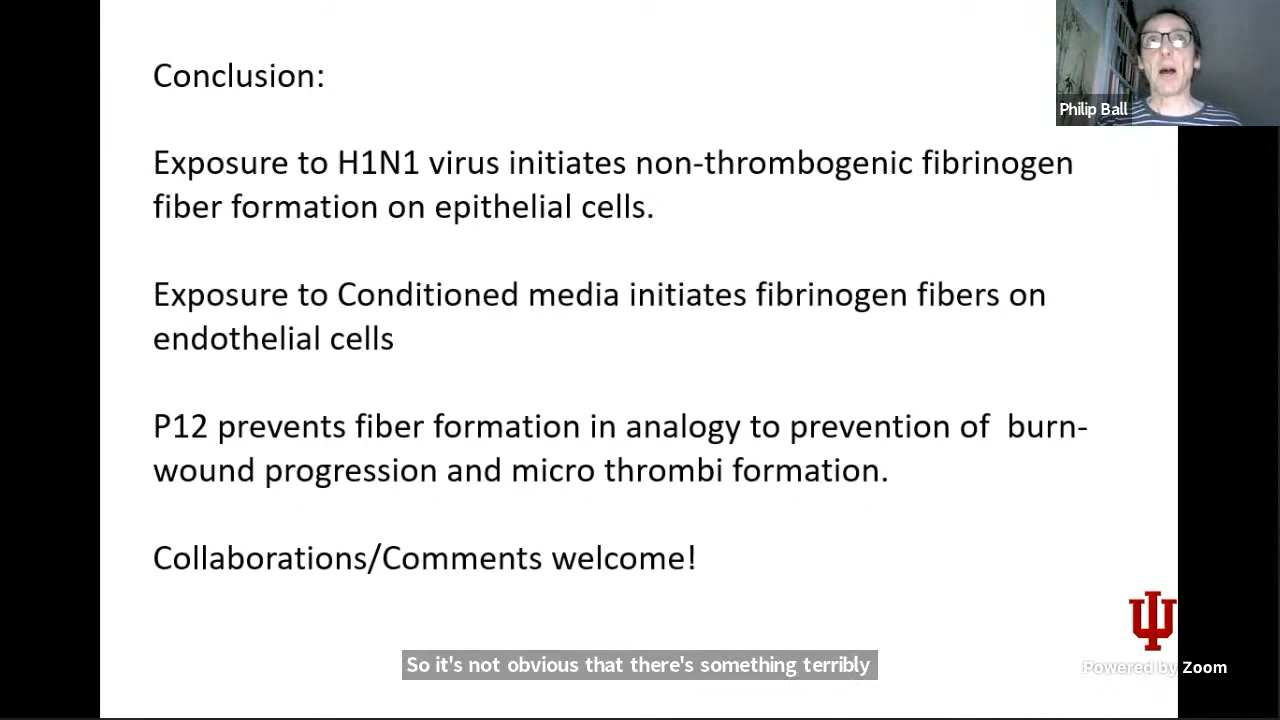 Conclusion:
Philip Ball
Exposure to H1N1 virus initiates non-thrombogenic fibrinogen
fiber formation on epithelial cells.
Exposure to Conditioned media initiates fibrinogen fibers on
endothelial cells
P12 prevents fiber formation in analogy to prevention of  burn-
wound progression and micro thrombi formation.
Collaborations/Comments welcome!
So it's not obvious that there's something terribly
Powered by Zoom